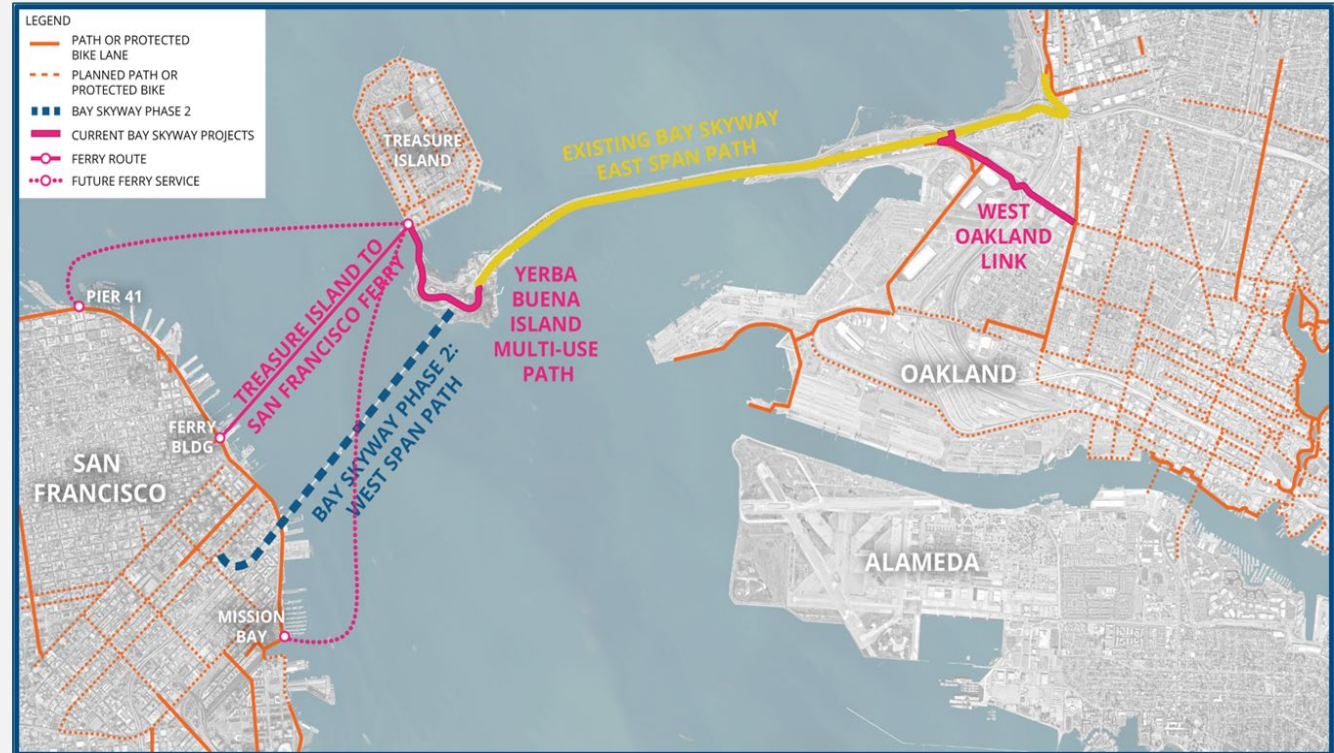 LEGEND
PATH OR PROTECTED
BIKE LANE
PLANNED PATH OR
PROTECTED BIKE
BAY SKYWAY PHASE 2
CURRENT BAY SKYWAY PROJECTS
FERRY ROUTE
FUTURE FERRY SERVICE
TREASURE
ISLAND
EXISTING BAY SKYWAY
EAST SPAN PATH
WEST
OAKLAND
LINK
PIER 41
TREASURE ISLAND TO
SAN FRANCISCO FERRY
YERBA
BUENA
ISLAND
MULTI-USE
PATH
BAY SKYWAY PHASE 2:
WEST SPAN PATH
OAKLAND
FERRY
BLDG
SAN
FRANCISCO
ALAMEDA
MISSION
BAY